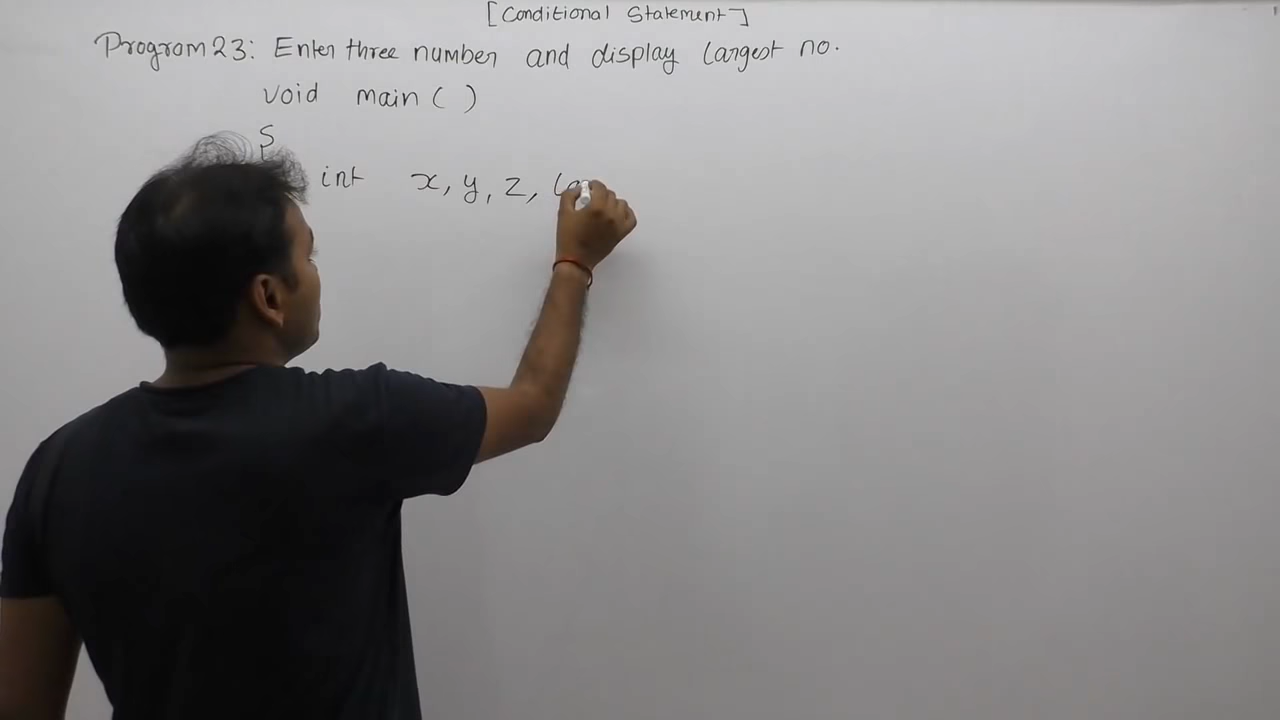 [Conditional Statement]
Program 23: Enter three number and display largest no.
void main( )
{
int x, y, z,